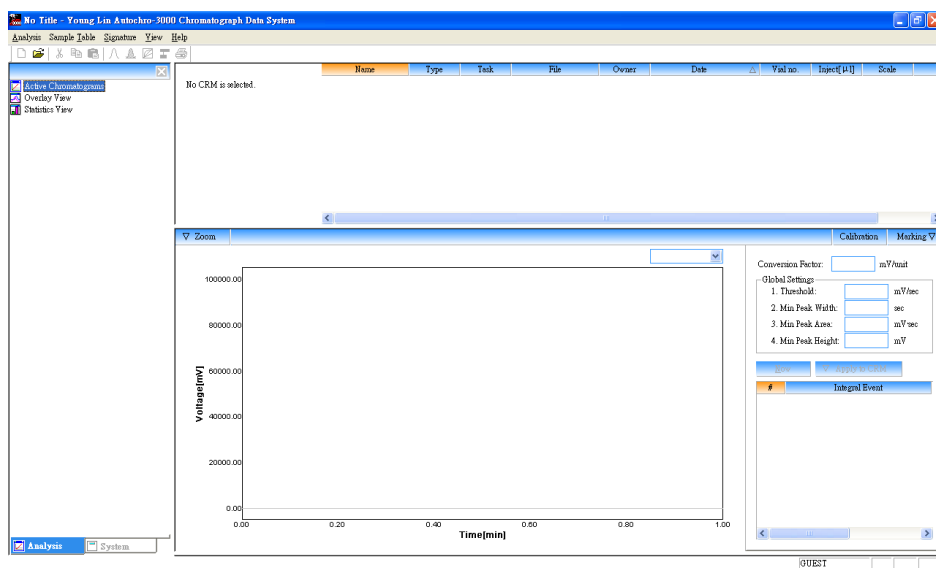 No Title - Young Lin Autochro-3000 Chromatograph Data System
Analysis Sample Table Signature View Help
Name Type Task File Owner Date Vial no. Inject[μl] Scale
Active Chromatograms
Overlay View
Statistics View
No CRM is selected.
Zoom Calibration Marking
Conversion Factor: mV/unit
Global Settings
1. Threshold: mV/sec
2. Min Peak Width: sec
3. Min Peak Area: mV·sec
4. Min Peak Height: mV
# Integral Event
Voltage[mV]
100000.00
80000.00
60000.00
40000.00
20000.00
0.00
0.00 0.20 0.40 0.60 0.80 1.00
Time[min]
Analysis System
GUEST